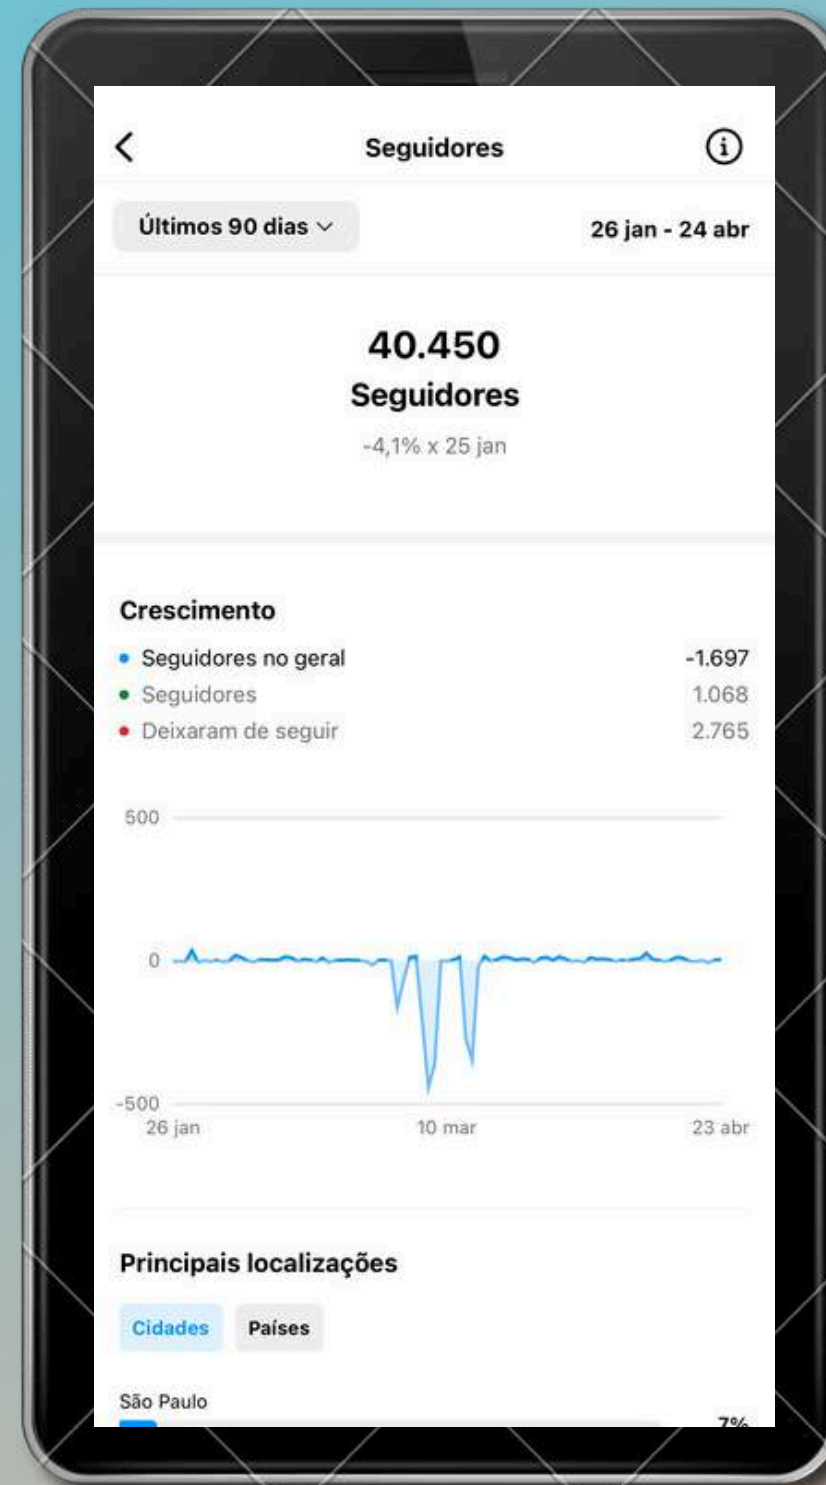 Seguidores
Últimos 90 dias
26 jan - 24 abr
40.450
Seguidores
-4,1% x 25 jan
Crescimento
Seguidores no geral -1.697
Seguidores 1.068
Deixaram de seguir 2.765
500
0
-500
26 jan 10 mar 23 abr
Principais localizações
Cidades Países
São Paulo
7%